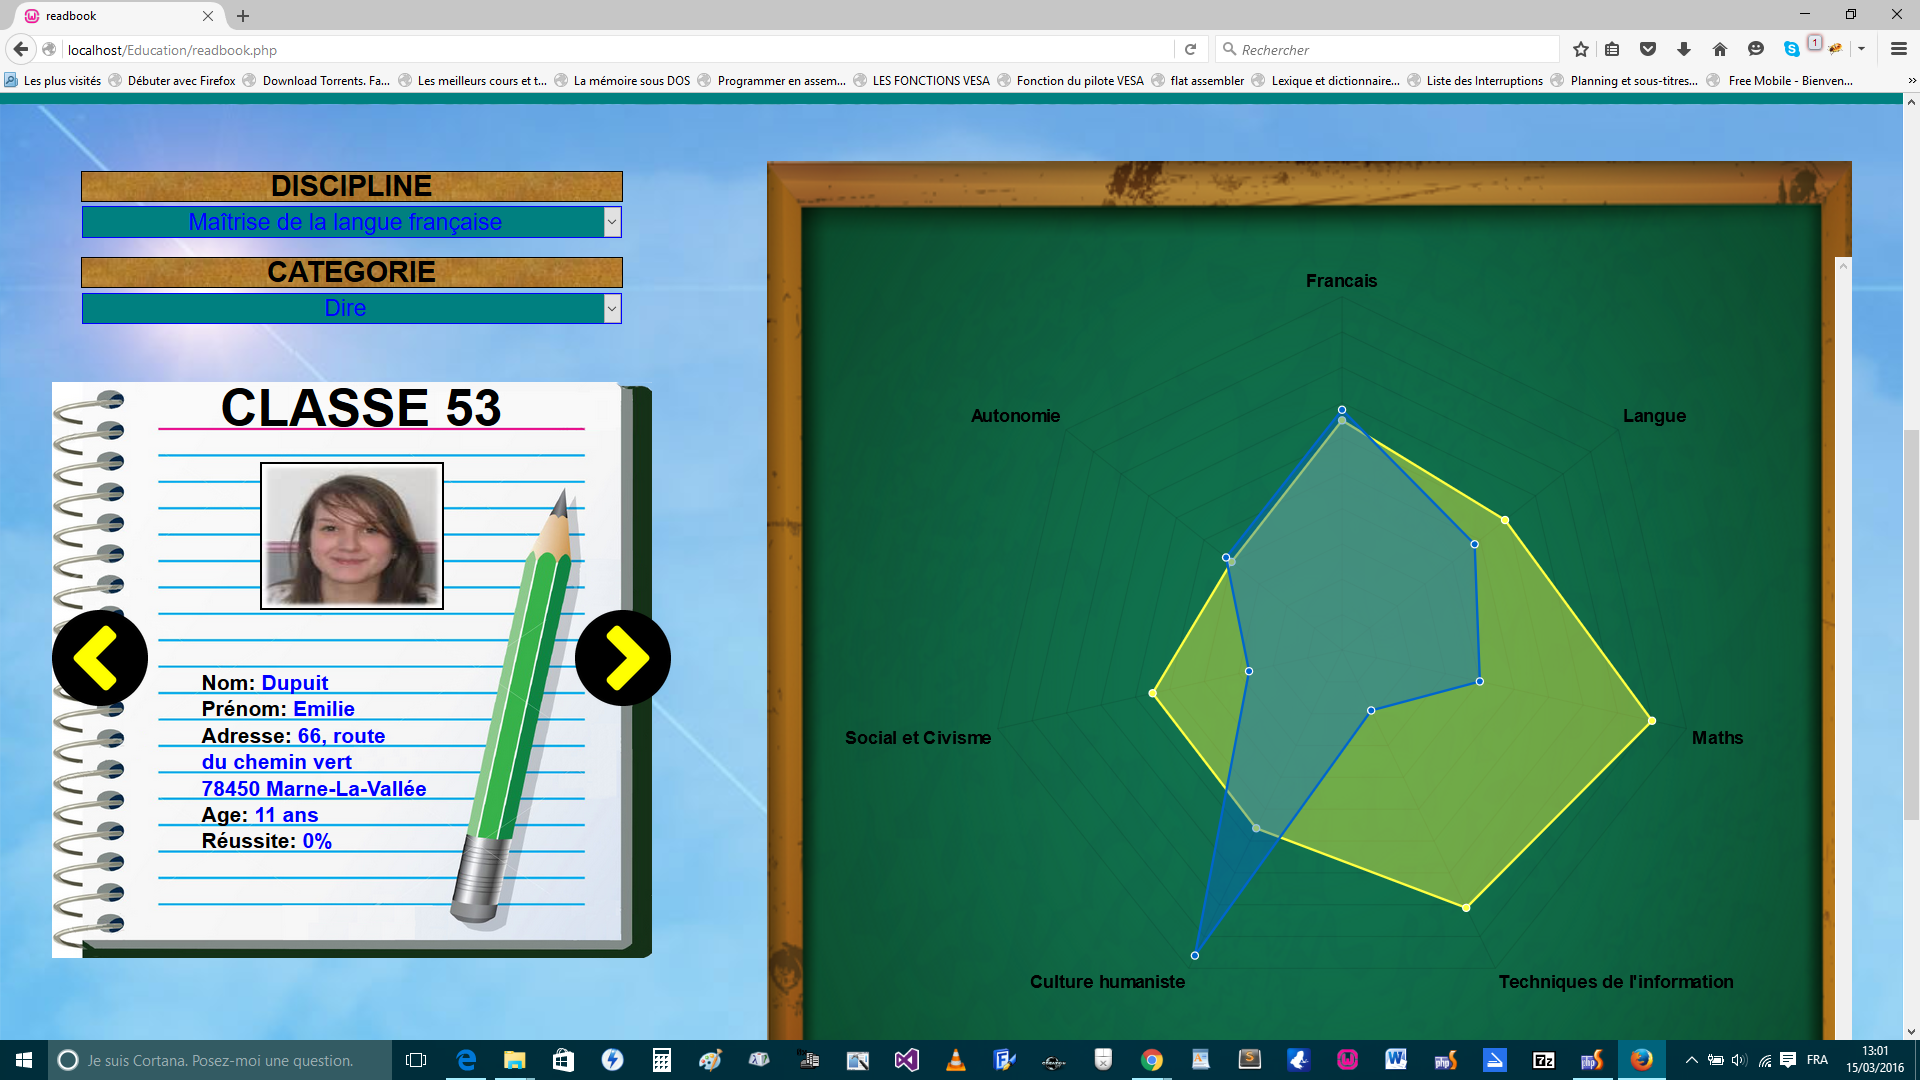 readbook
localhost/Education/readbook.php
Rechercher
1
Les plus visités
Débuter avec Firefox
Download Torrents. Fa...
Les meilleurs cours et t...
La mémoire sous DOS
Programmer en assem...
LES FONCTIONS VESA
Fonction du pilote VESA
flat assembler
Lexique et dictionnaire...
Liste des Interruptions
Planning et sous-titres...
Free Mobile - Bienven...
DISCIPLINE
Maîtrise de la langue française
CATEGORIE
Dire
CLASSE 53
Nom: Dupuit
Prénom: Emilie
Adresse: 66, route
du chemin vert
78450 Marne-La-Vallée
Age: 11 ans
Réussite: 0%
Francais
Langue
Maths
Techniques de l'information
Culture humaniste
Social et Civisme
Autonomie
Je suis Cortana. Posez-moi une question.
FRA
13:01
15/03/2016